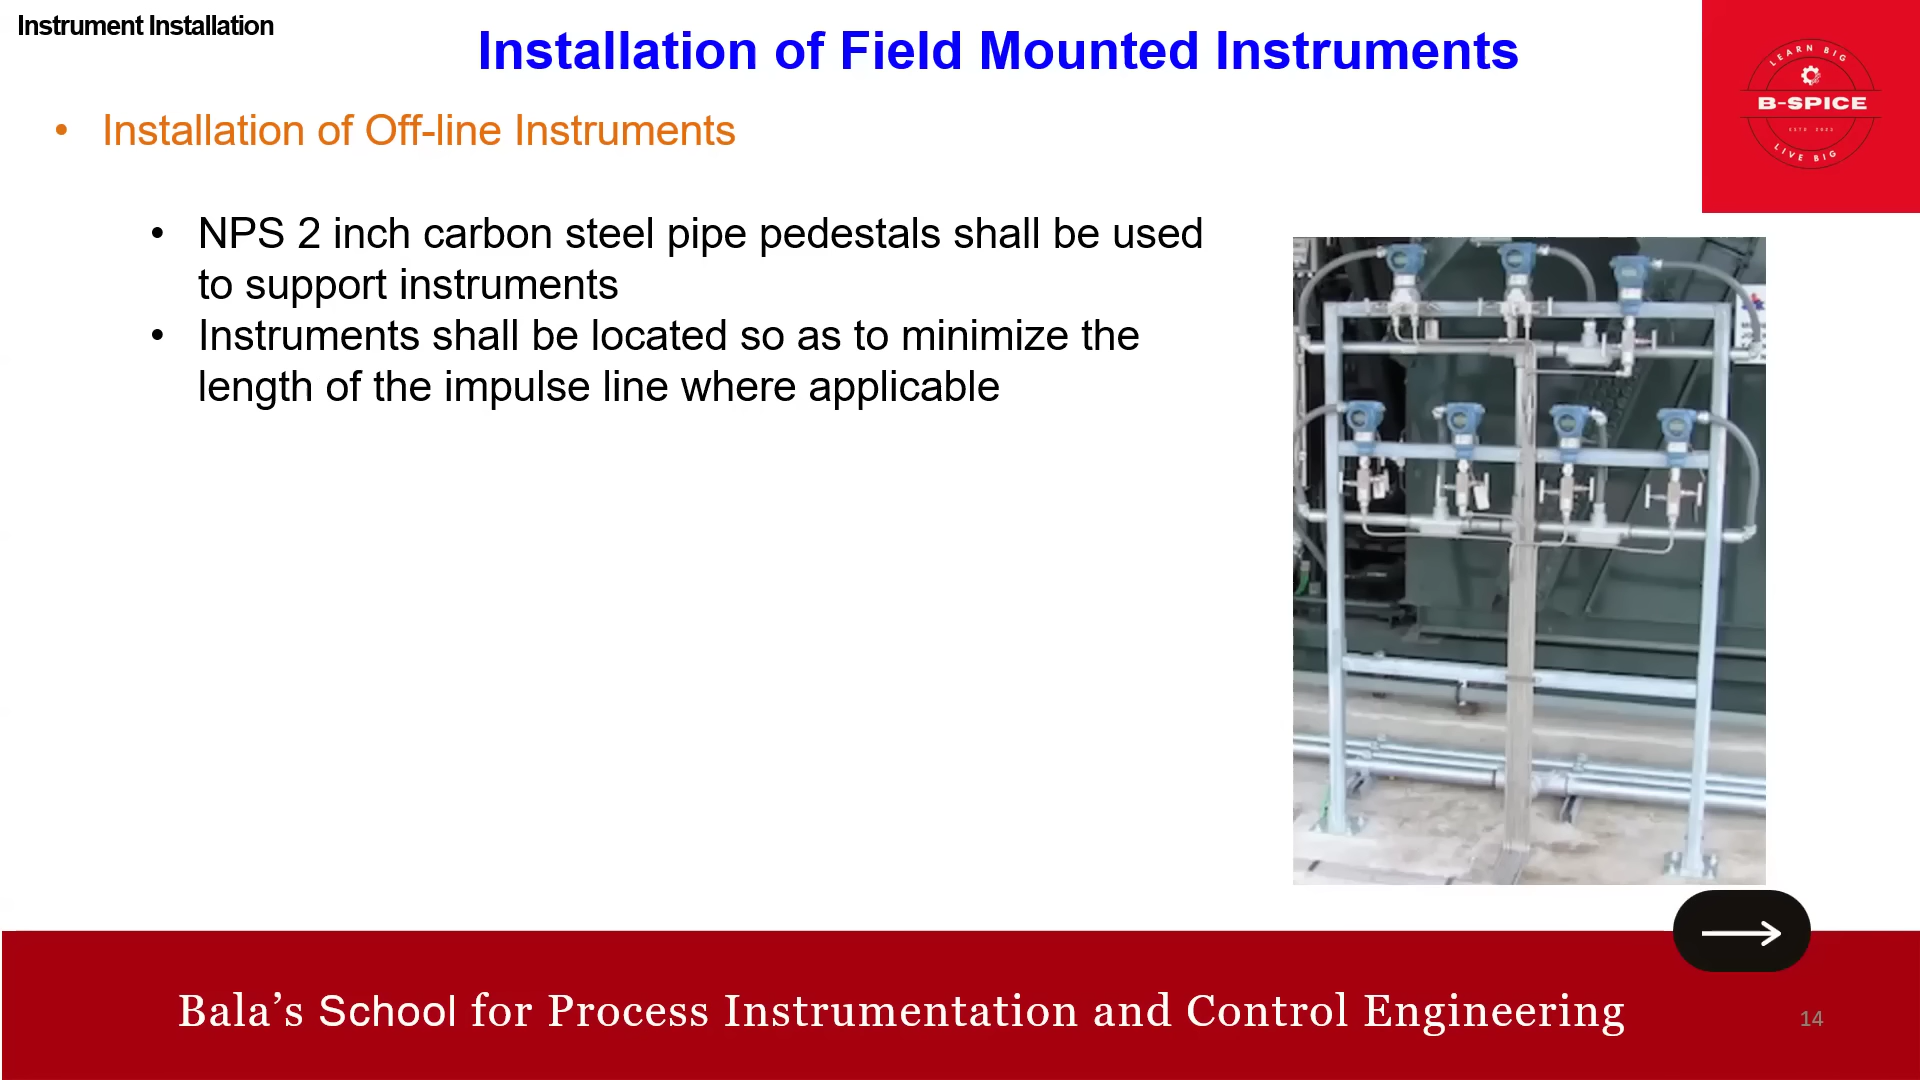 Instrument Installation
Installation of Field Mounted Instruments
• Installation of Off-line Instruments
• NPS 2 inch carbon steel pipe pedestals shall be used
to support instruments
• Instruments shall be located so as to minimize the
length of the impulse line where applicable
LEARN BIG
B-SPICE
ESTD 2023
LIVE BIG
Bala’s School for Process Instrumentation and Control Engineering
14